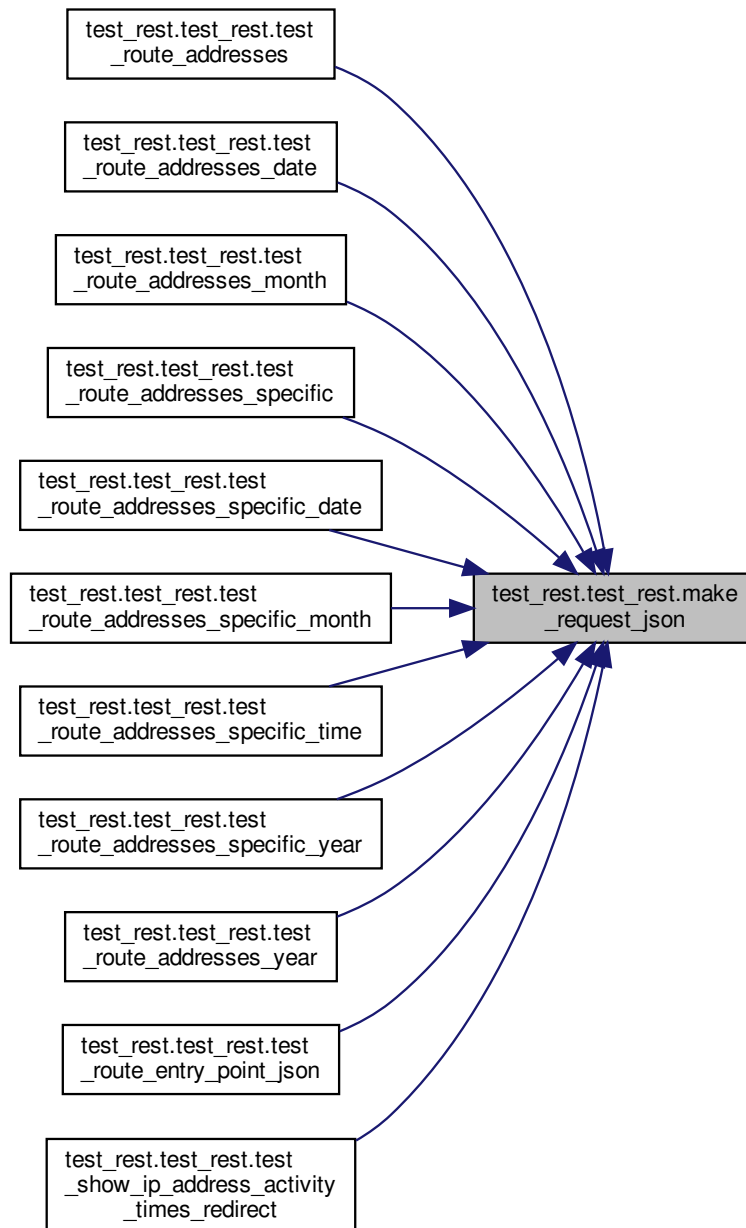 test_rest.test_rest.test
_route_addresses
test_rest.test_rest.test
_route_addresses_date
test_rest.test_rest.test
_route_addresses_month
test_rest.test_rest.test
_route_addresses_specific
test_rest.test_rest.test
_route_addresses_specific_date
test_rest.test_rest.test
_route_addresses_specific_month
test_rest.test_rest.make
_request_json
test_rest.test_rest.test
_route_addresses_specific_time
test_rest.test_rest.test
_route_addresses_specific_year
test_rest.test_rest.test
_route_addresses_year
test_rest.test_rest.test
_route_entry_point_json
test_rest.test_rest.test
_show_ip_address_activity
_times_redirect